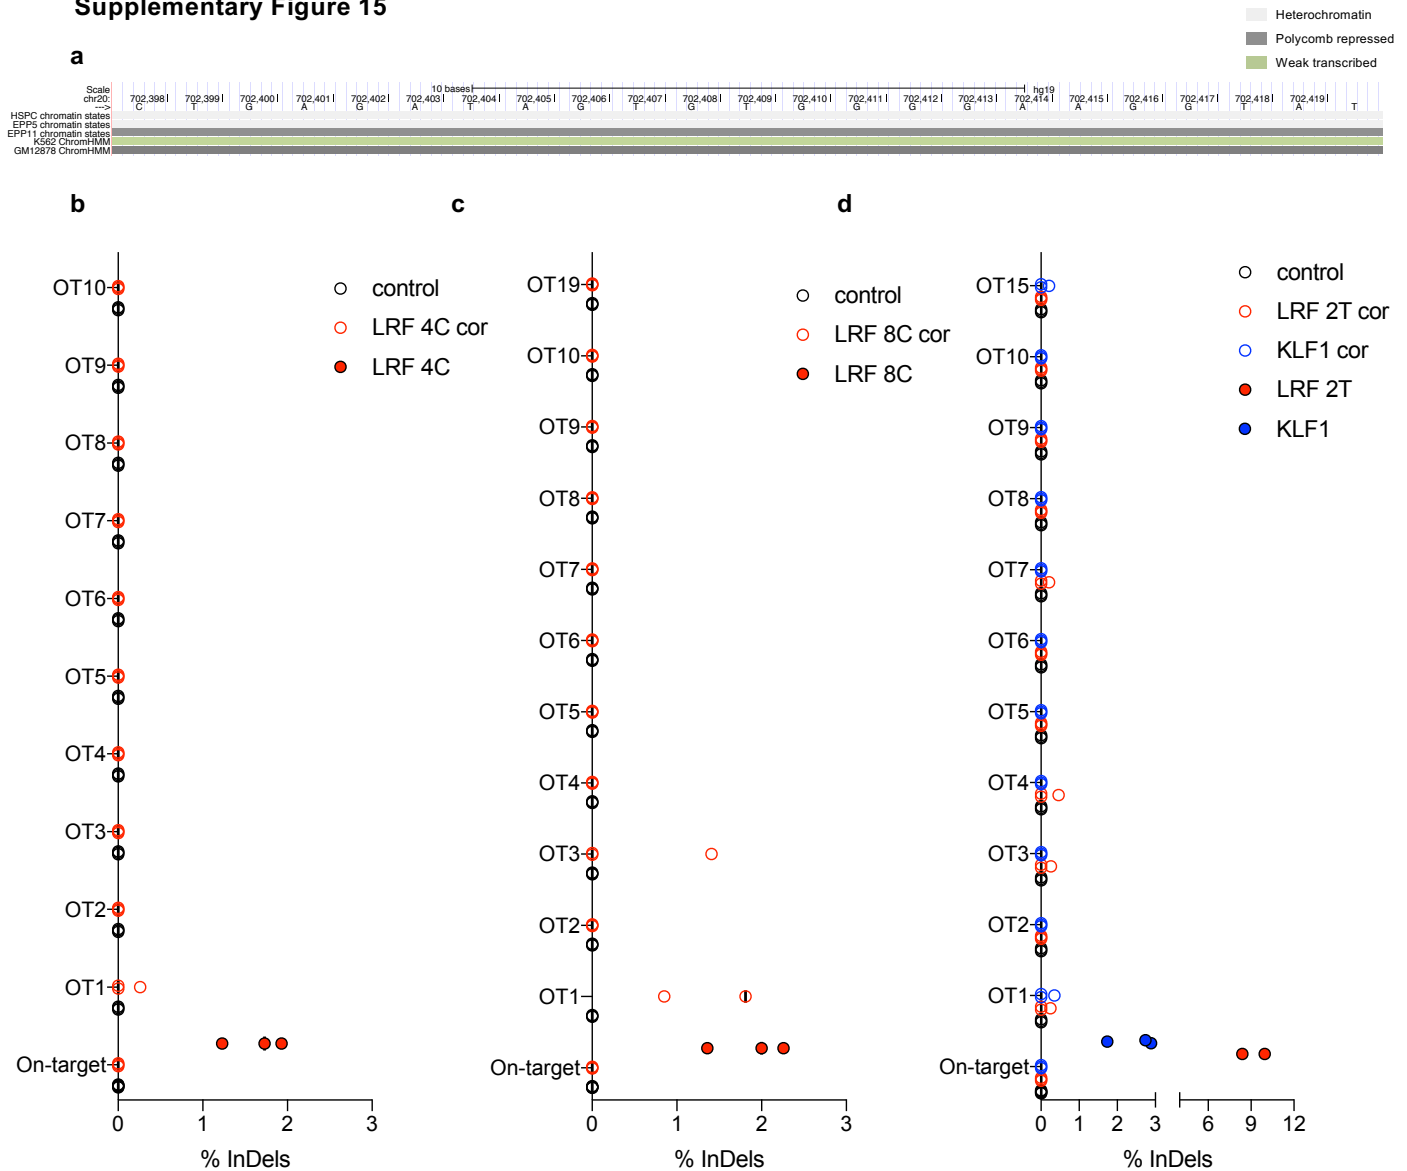 Supplementary Figure 15
Heterochromatin
Polycomb repressed
Weak transcribed
a
Scale 10 bases hg19
chr20: 702,398 702,399 702,400 702,401 702,402 702,403 702,404 702,405 702,406 702,407 702,408 702,409 702,410 702,411 702,412 702,413 702,414 702,415 702,416 702,417 702,418 702,419
---> C T G A G A T A G T G T G G G G A A G G T A T
HSPC chromatin states
EPP5 chromatin states
EPP11 chromatin states
K562 ChromHMM
GM12878 ChromHMM
b
control
LRF 4C cor
LRF 4C
OT10
OT9
OT8
OT7
OT6
OT5
OT4
OT3
OT2
OT1
On-target
0 1 2 3
% InDels
c
control
LRF 8C cor
LRF 8C
OT19
OT10
OT9
OT8
OT7
OT6
OT5
OT4
OT3
OT2
OT1
On-target
0 1 2 3
% InDels
d
control
LRF 2T cor
KLF1 cor
LRF 2T
KLF1
OT15
OT10
OT9
OT8
OT7
OT6
OT5
OT4
OT3
OT2
OT1
On-target
0 1 2 3 6 9 12
% InDels